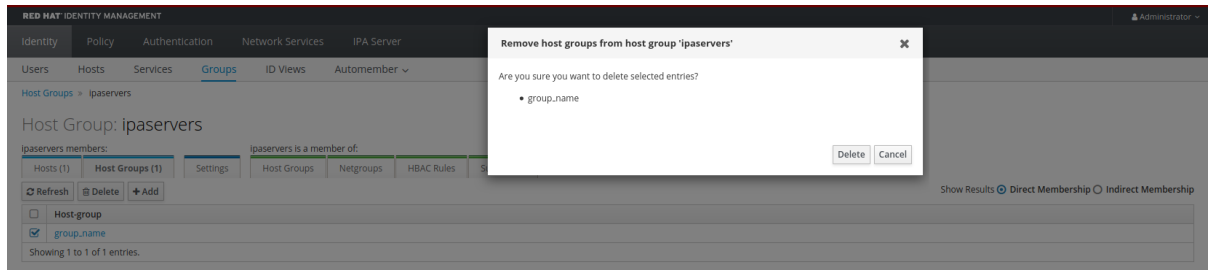 RED HAT IDENTITY MANAGEMENT
Administrator
Identity Policy Authentication Network Services IPA Server
Users Hosts Services Groups ID Views Automember
Host Groups » ipaservers
Host Group: ipaservers
ipaservers members: ipaservers is a member of:
Hosts (1) Host Groups (1) Settings Host Groups Netgroups HBAC Rules
Refresh Delete Add
Show Results Direct Membership Indirect Membership
Host-group
group_name
Showing 1 to 1 of 1 entries.
Remove host groups from host group 'ipaservers'
Are you sure you want to delete selected entries?
• group_name
Delete Cancel